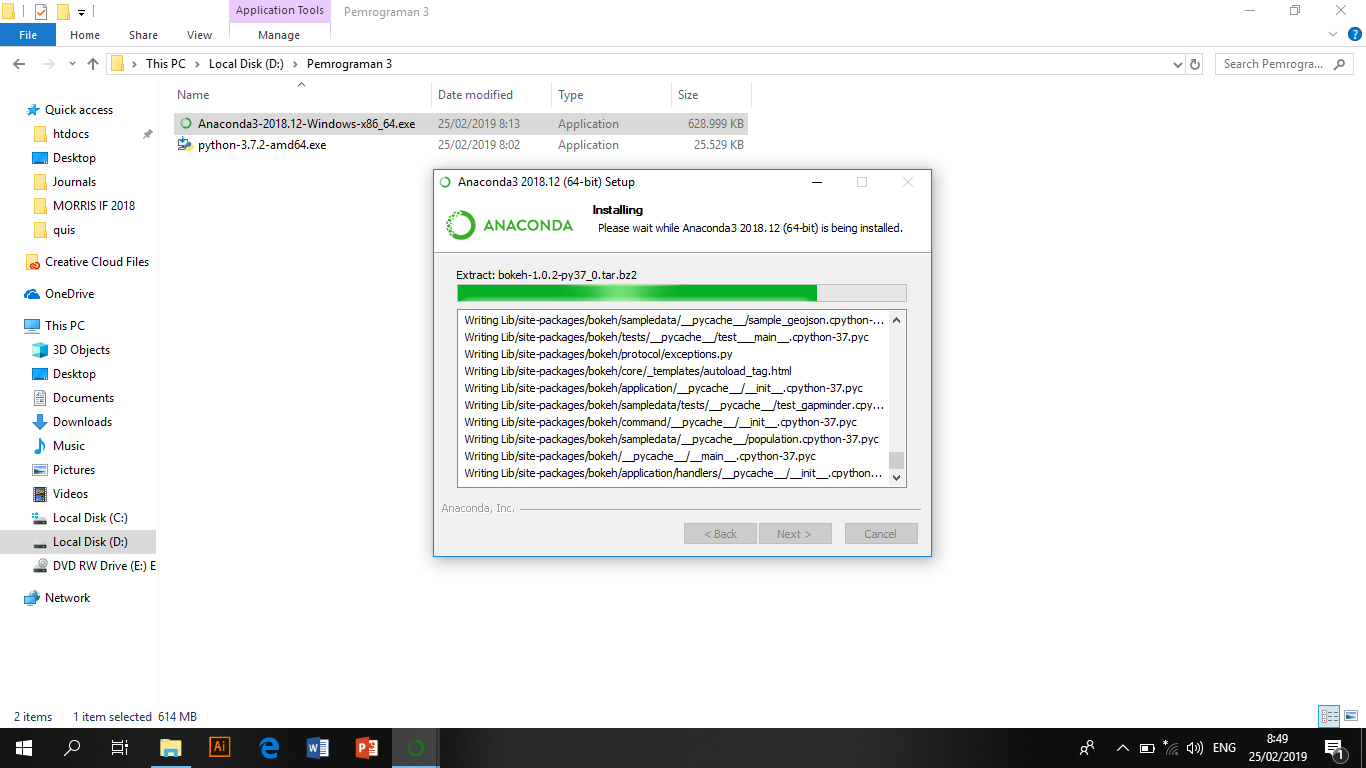 Application Tools
Pemrograman 3
File
Home
Share
View
Manage
This PC
Local Disk (D:)
Pemrograman 3
Search Pemrogra...
Name
Date modified
Type
Size
Anaconda3-2018.12-Windows-x86_64.exe
25/02/2019 8:13
Application
628.999 KB
python-3.7.2-amd64.exe
25/02/2019 8:02
Application
25.529 KB
Quick access
htdocs
Desktop
Journals
MORRIS IF 2018
quis
Creative Cloud Files
OneDrive
This PC
3D Objects
Desktop
Documents
Downloads
Music
Pictures
Videos
Local Disk (C:)
Local Disk (D:)
DVD RW Drive (E:) E
Network
Anaconda3 2018.12 (64-bit) Setup
ANACONDA
Installing
Please wait while Anaconda3 2018.12 (64-bit) is being installed.
Extract: bokeh-1.0.2-py37_0.tar.bz2
Writing Lib/site-packages/bokeh/sampledata/__pycache__/sample_geojson.cpython-...
Writing Lib/site-packages/bokeh/tests/__pycache__/test___main__.cpython-37.pyc
Writing Lib/site-packages/bokeh/protocol/exceptions.py
Writing Lib/site-packages/bokeh/core/_templates/autoload_tag.html
Writing Lib/site-packages/bokeh/application/__pycache__/__init__.cpython-37.pyc
Writing Lib/site-packages/bokeh/sampledata/tests/__pycache__/test_gapminder.cpy...
Writing Lib/site-packages/bokeh/command/__pycache__/__init__.cpython-37.pyc
Writing Lib/site-packages/bokeh/sampledata/__pycache__/population.cpython-37.pyc
Writing Lib/site-packages/bokeh/__pycache__/__main__.cpython-37.pyc
Writing Lib/site-packages/bokeh/application/handlers/__pycache__/__init__.cpython...
Anaconda, Inc.
< Back
Next >
Cancel
2 items
1 item selected 614 MB
Ai
ENG
8:49
25/02/2019
1